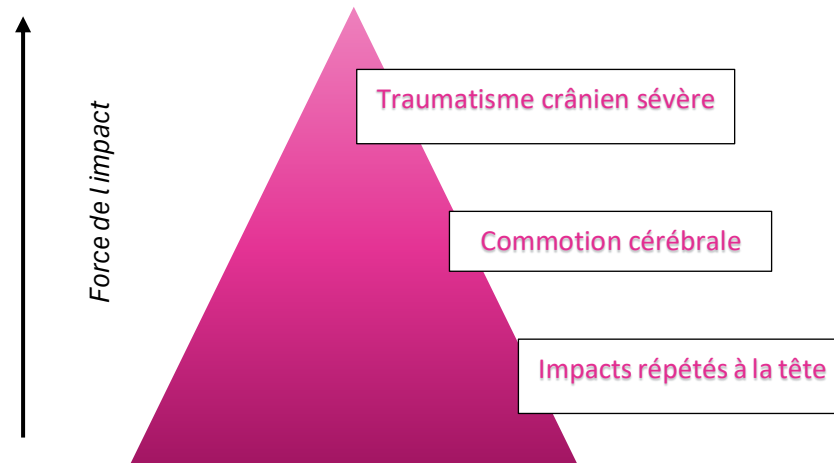 Force de l impact
Traumatisme crânien sévère
Commotion cérébrale
Impacts répétés à la tête